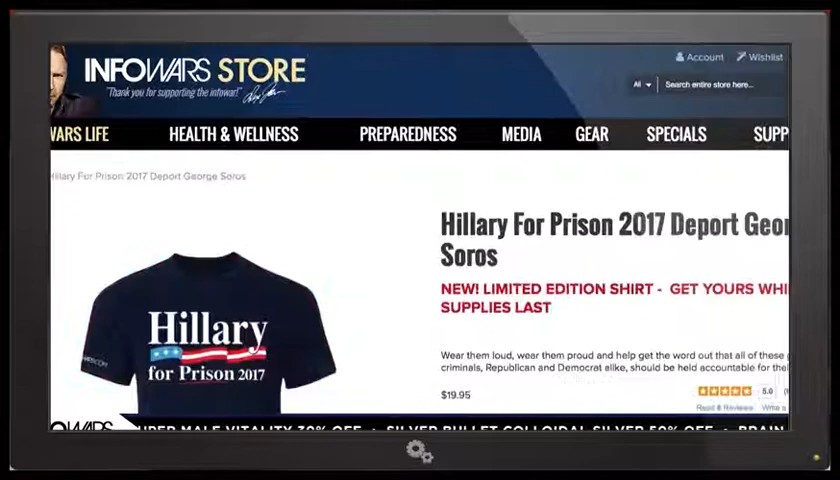 INFOWARS STORE
"Thank you for supporting the infowar!"
Account
Wishlist
All
Search entire store here...
WARS LIFE
HEALTH & WELLNESS
PREPAREDNESS
MEDIA
GEAR
SPECIALS
SUPP
Hillary For Prison 2017 Deport George Soros
Hillary For Prison 2017 Deport Geor
Soros
NEW! LIMITED EDITION SHIRT - GET YOURS WHI
SUPPLIES LAST
Hillary
for Prison 2017
Wear them loud, wear them proud and help get the word out that all of these
criminals, Republican and Democrat alike, should be held accountable for thei
$19.95
5.0
Read 8 Reviews
Write a
SUPER MALE VITALITY 30% OFF • SILVER BULLET COLLOIDAL SILVER 50% OFF • BRAIN